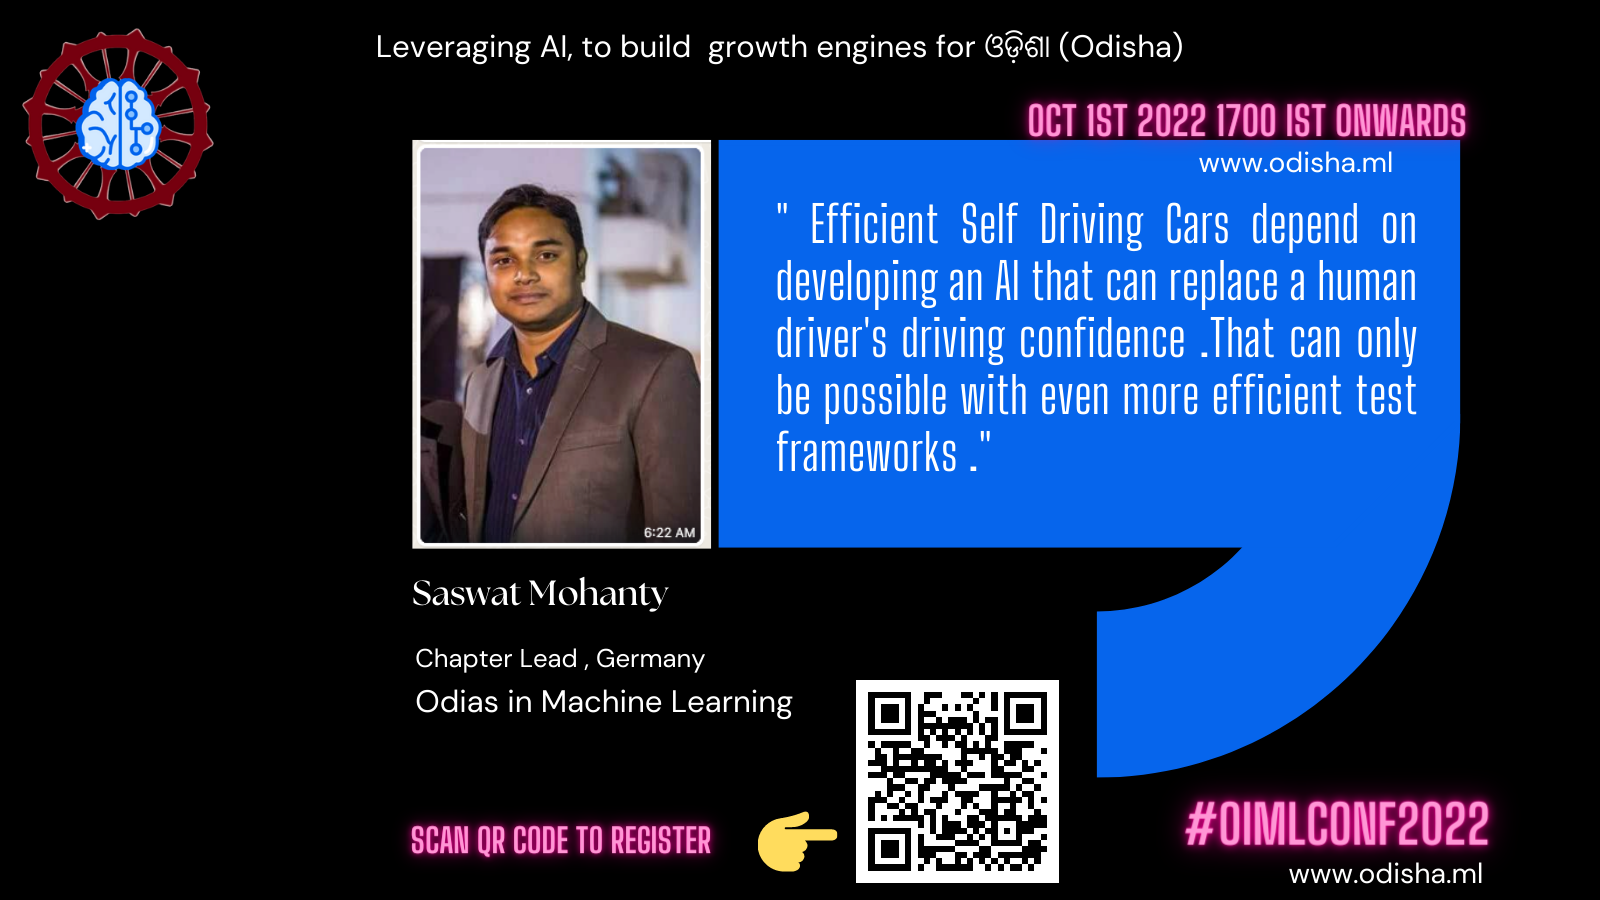 Leveraging AI, to build growth engines for ଓଡ଼ିଶା (Odisha)
OCT 1ST 2022 1700 IST ONWARDS
www.odisha.ml
" Efficient Self Driving Cars depend on
developing an AI that can replace a human
driver's driving confidence .That can only
be possible with even more efficient test
frameworks ."
6:22 AM
Saswat Mohanty
Chapter Lead , Germany
Odias in Machine Learning
SCAN QR CODE TO REGISTER
#OIMLCONF2022
www.odisha.ml